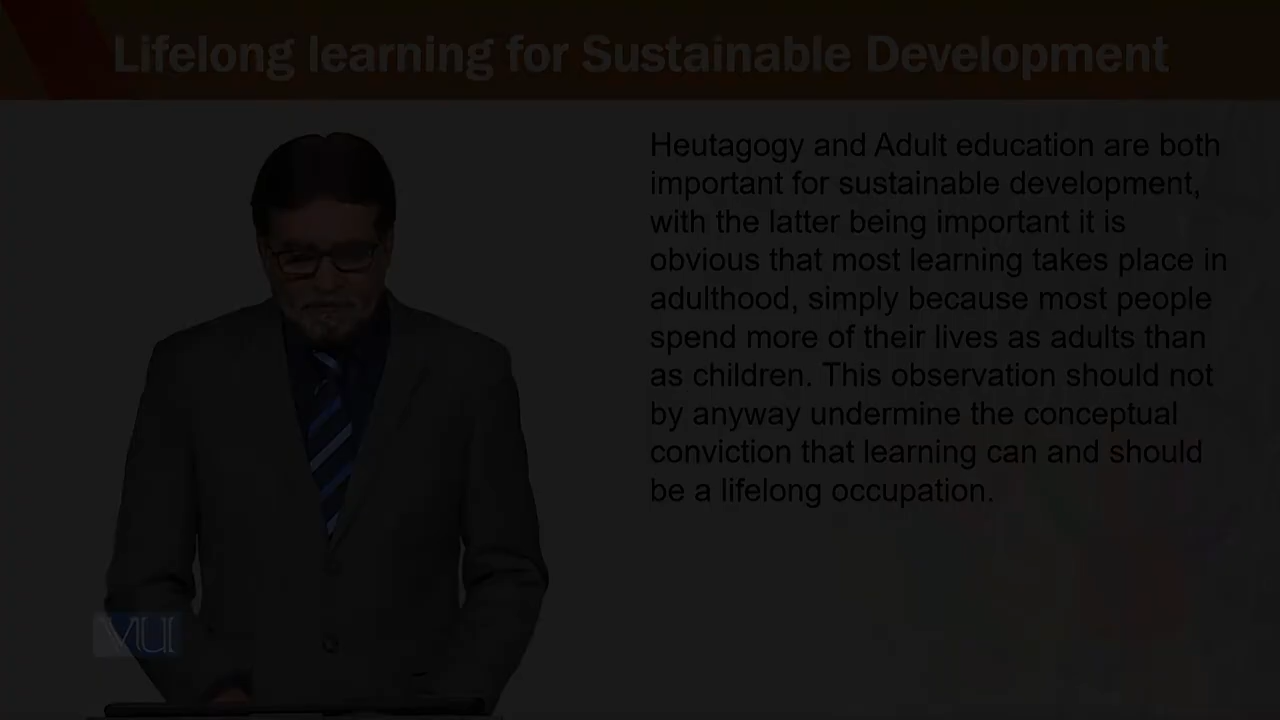 Lifelong learning for Sustainable Development
Heutagogy and Adult education are both
important for sustainable development,
with the latter being important it is
obvious that most learning takes place in
adulthood, simply because most people
spend more of their lives as adults than
as children. This observation should not
by anyway undermine the conceptual
conviction that learning can and should
be a lifelong occupation.
VU